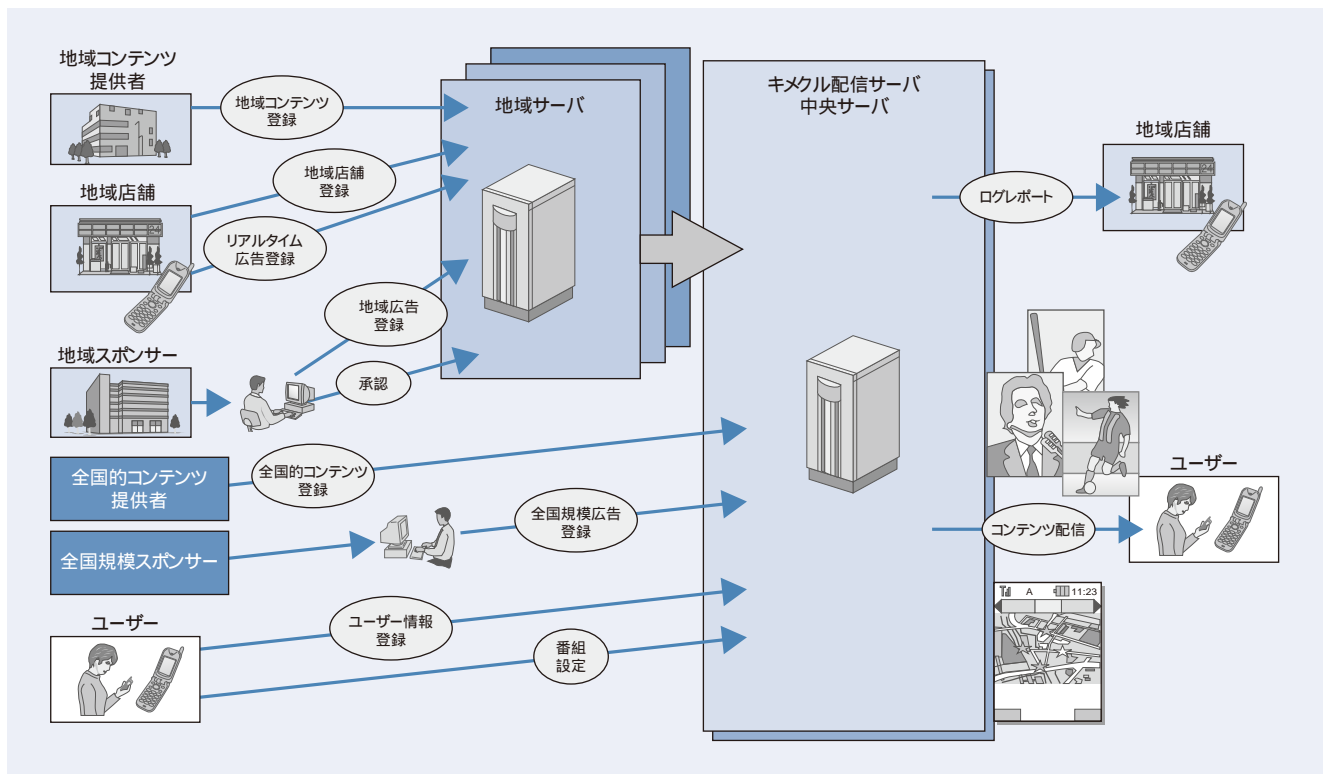 地域コンテンツ
提供者
地域コンテンツ
登録
地域サーバ
キメクル配信サーバ
中央サーバ
地域店舗
地域店舗
登録
リアルタイム
広告登録
地域広告
登録
地域スポンサー
承認
全国的コンテンツ
提供者
全国的コンテンツ
登録
全国規模スポンサー
全国規模広告
登録
ユーザー
ユーザー情報
登録
番組
設定
ログレポート
地域店舗
コンテンツ配信
ユーザー
A 11:23